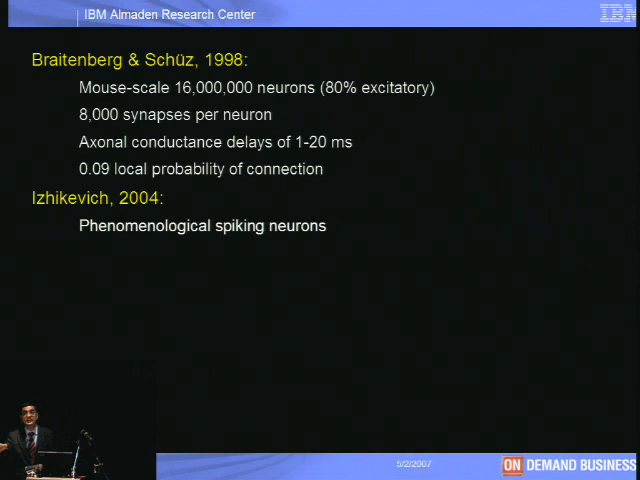 IBM Almaden Research Center
IBM
Braitenberg & Schüz, 1998:
Mouse-scale 16,000,000 neurons (80% excitatory)
8,000 synapses per neuron
Axonal conductance delays of 1-20 ms
0.09 local probability of connection
Izhikevich, 2004:
Phenomenological spiking neurons
5/2/2007
ON DEMAND BUSINESS